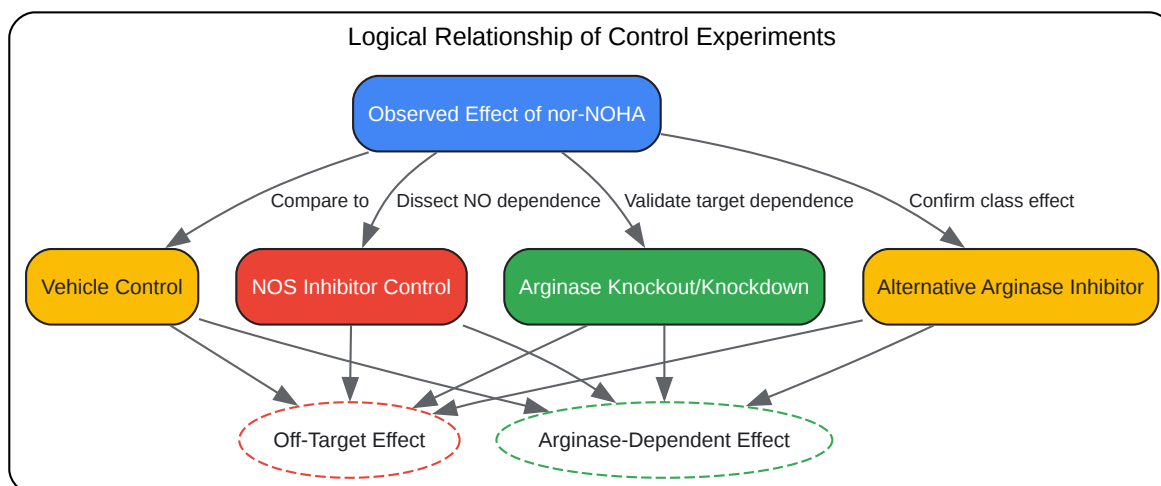 Logical Relationship of Control Experiments
Observed Effect of nor-NOHA
Compare to
Dissect NO dependence
Validate target dependence
Confirm class effect
Vehicle Control
NOS Inhibitor Control
Arginase Knockout/Knockdown
Alternative Arginase Inhibitor
Off-Target Effect
Arginase-Dependent Effect